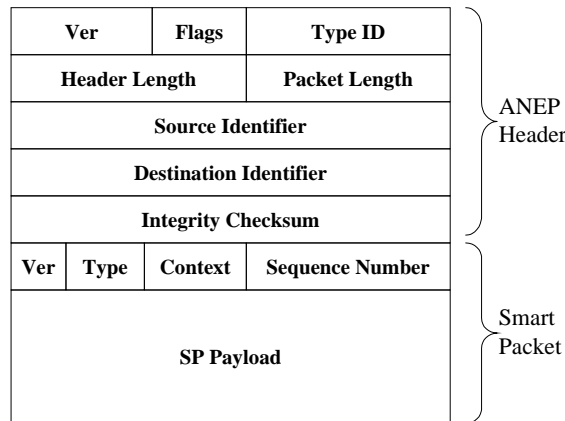 Ver Flags Type ID
Header Length Packet Length
Source Identifier
Destination Identifier
Integrity Checksum
ANEP
Header
Ver Type Context Sequence Number
SP Payload
Smart
Packet